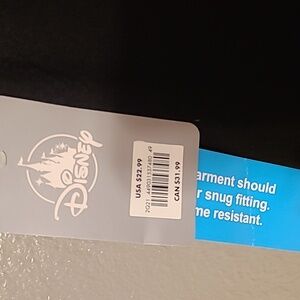 Disney
USA $22.99
CAN $31.99
arment should
r snug fitting.
me resistant.